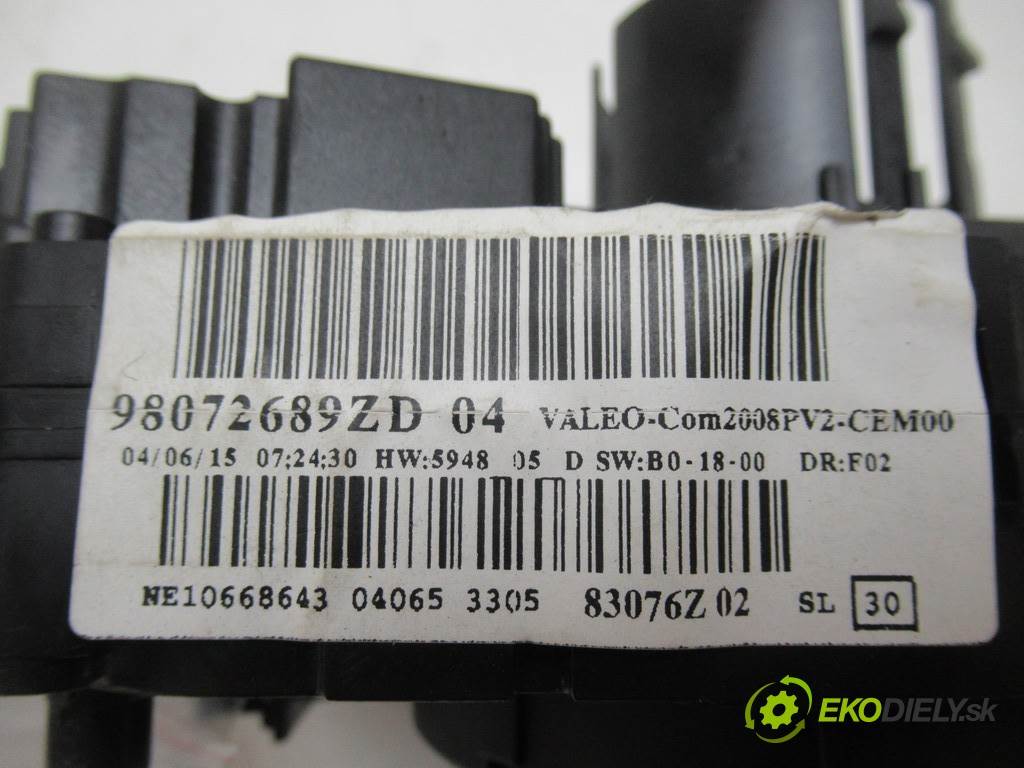 98072689ZD 04 VALEO-Com2008PV2-CEM00
04/06/15 07;24;30 HW:5948 05 D SW:B0-18-00 DR:F02
NE10668643 04065 3305 83076Z 02 SL 30
EKODIELY.sk